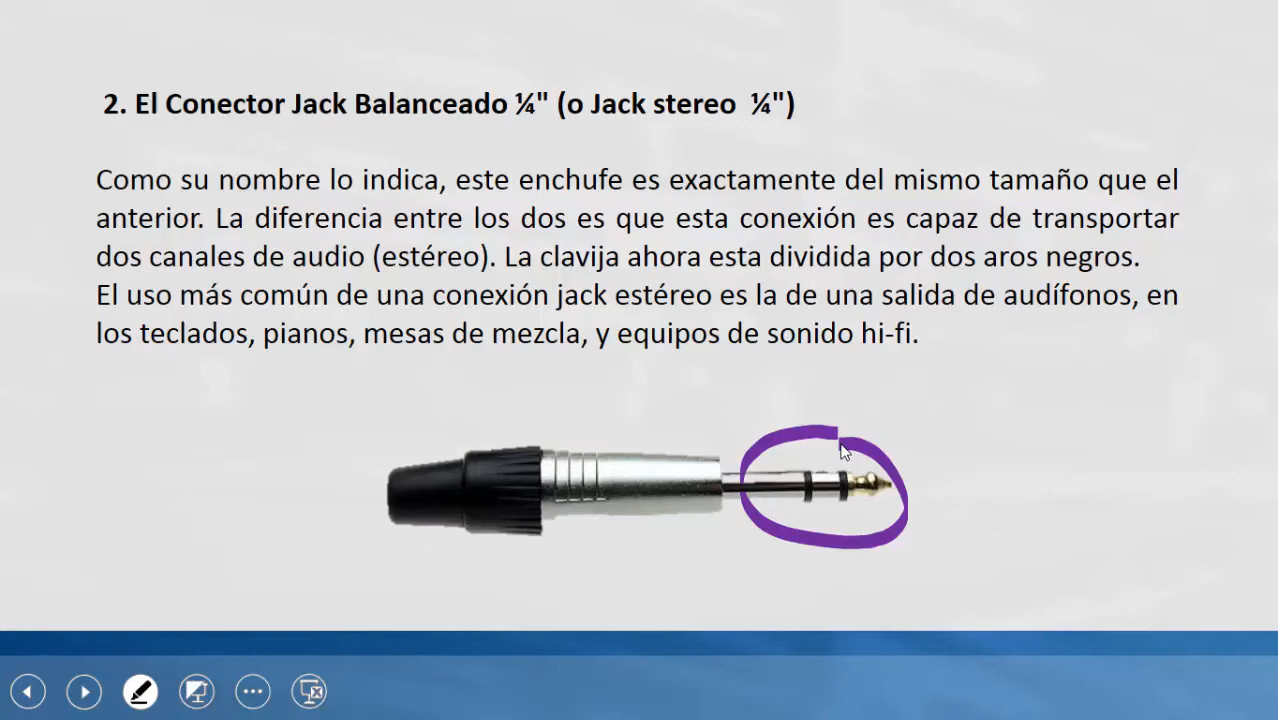 2. El Conector Jack Balanceado ¼" (o Jack stereo ¼")
Como su nombre lo indica, este enchufe es exactamente del mismo tamaño que el
anterior. La diferencia entre los dos es que esta conexión es capaz de transportar
dos canales de audio (estéreo). La clavija ahora esta dividida por dos aros negros.
El uso más común de una conexión jack estéreo es la de una salida de audífonos, en
los teclados, pianos, mesas de mezcla, y equipos de sonido hi-fi.